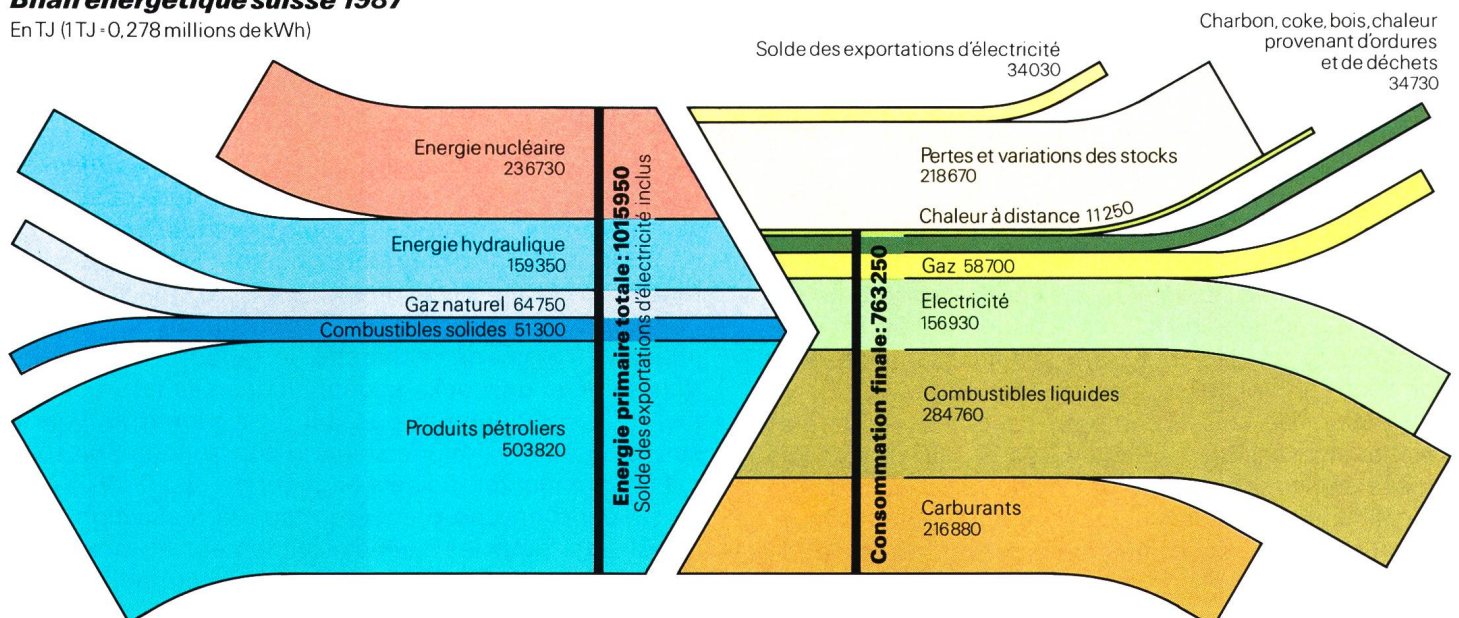 Bilan énergétique suisse 1987
En TJ (1 TJ = 0,278 millions de kWh)
Energie nucléaire
236730
Energie hydraulique
159350
Gaz naturel 64750
Combustibles solides 51300
Produits pétroliers
503820
Energie primaire totale: 1015950
Solde des exportations d'électricité inclus
Solde des exportations d'électricité
34030
Charbon, coke, bois, chaleur
provenant d'ordures
et de déchets
34730
Pertes et variations des stocks
218670
Chaleur à distance 11250
Gaz 58700
Electricité
156930
Combustibles liquides
284760
Carburants
216880
Consommation finale: 763250